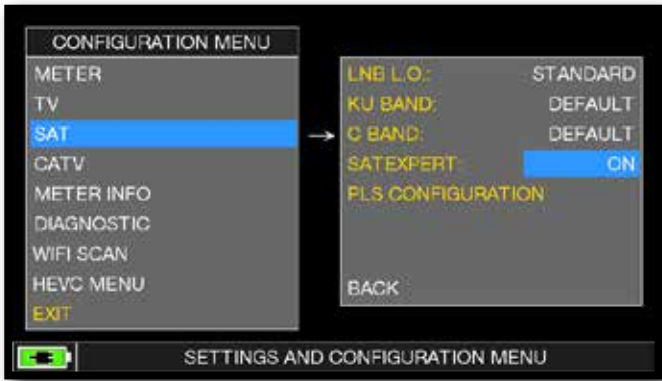 CONFIGURATION MENU
METER
TV
SAT
CATV
METER INFO
DIAGNOSTIC
WIFI SCAN
HEVC MENU
EXIT
→
LNB L.O.: STANDARD
KU BAND: DEFAULT
C BAND: DEFAULT
SATEXPERT: ON
PLS CONFIGURATION
BACK
SETTINGS AND CONFIGURATION MENU